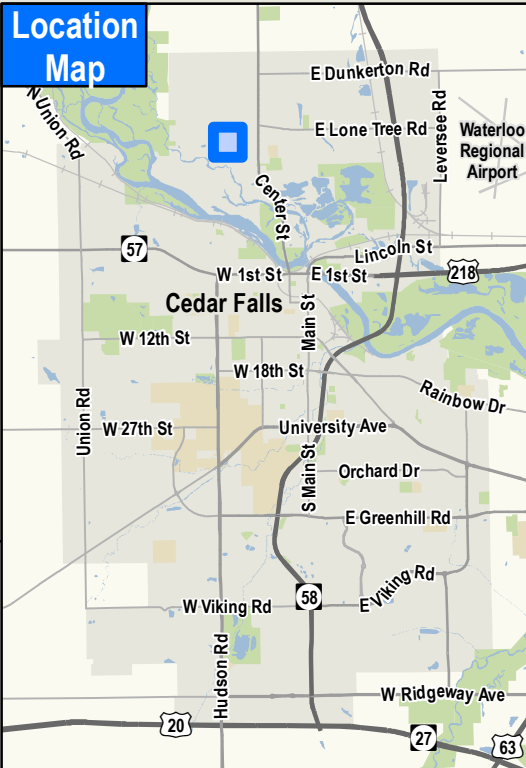 Location
Map
E Dunkerton Rd
N Union Rd
E Lone Tree Rd
Leversee Rd
Waterloo
Regional
Airport
Center St
57
Lincoln St
W 1st St
E 1st St
218
Cedar Falls
Main St
W 12th St
W 18th St
Rainbow Dr
Union Rd
W 27th St
University Ave
S Main St
Orchard Dr
E Greenhill Rd
E Viking Rd
58
W Viking Rd
Hudson Rd
W Ridgeway Ave
20
27
63